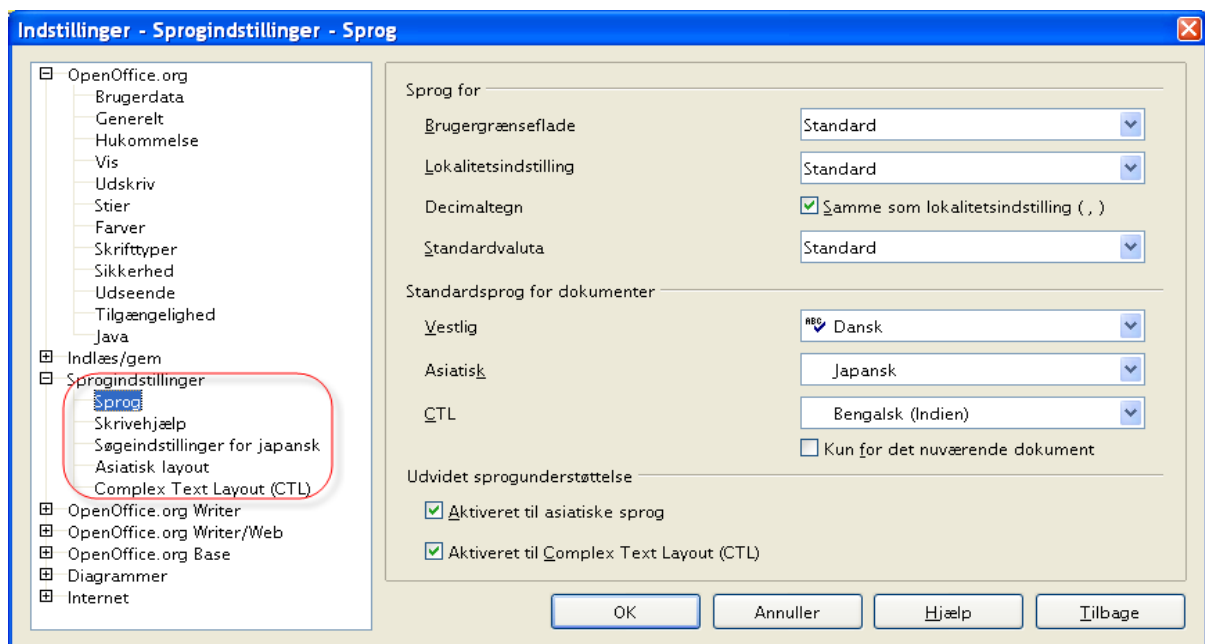 Indstillinger - Sprogindstillinger - Sprog
OpenOffice.org
Brugerdata
Generelt
Hukommelse
Vis
Udskriv
Stier
Farver
Skrifttyper
Sikkerhed
Udseende
Tilgængelighed
Java
Indlæs/gem
Sprogindstillinger
Sprog
Skrivehjælp
Søgeindstillinger for japansk
Asiatisk layout
Complex Text Layout (CTL)
OpenOffice.org Writer
OpenOffice.org Writer/Web
OpenOffice.org Base
Diagrammer
Internet
Sprog for
Brugergrænseflade Standard
Lokalitetsindstilling Standard
Decimaltegn Samme som lokalitetsindstilling ( , )
Standardvaluta Standard
Standardsprog for dokumenter
Vestlig ABC Dansk
Asiatisk Japansk
CTL Bengalsk (Indien)
Kun for det nuværende dokument
Udvidet sprogunderstøttelse
Aktiveret til asiatiske sprog
Aktiveret til Complex Text Layout (CTL)
OK Annuller Hjælp Tilbage